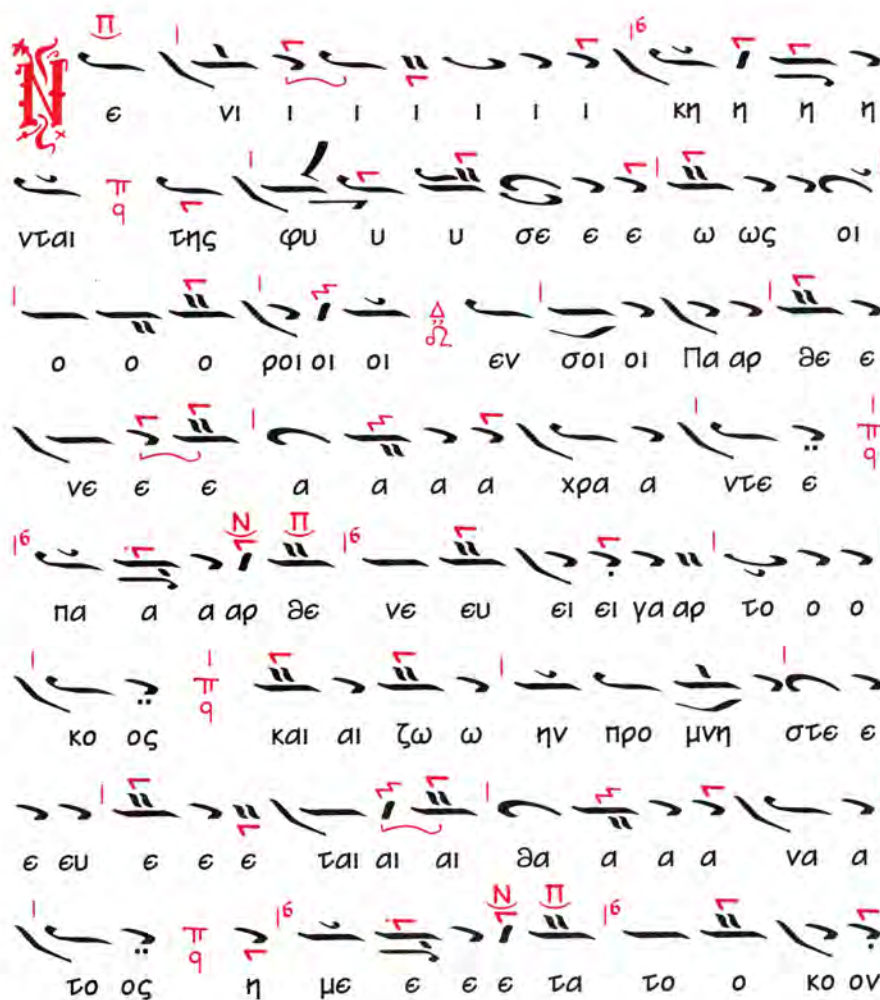 Ν ε νι ι ι ι ι ι ι κη η η η
νται της φυ υ υ σε ε ε ω ως οι
ο ο ο ροι οι οι εν σοι οι Πα αρ θε ε
νε ε ε α α α α χρα α ντε ε
πα α α αρ θε νε ευ ει ει γα αρ το ο ο
κο ος και αι ζω ω ην προ μνη στε ε
ε ευ ε ε ε ται αι αι θα α α α να α
το ος η με ε ε ε τα το ο κο ον